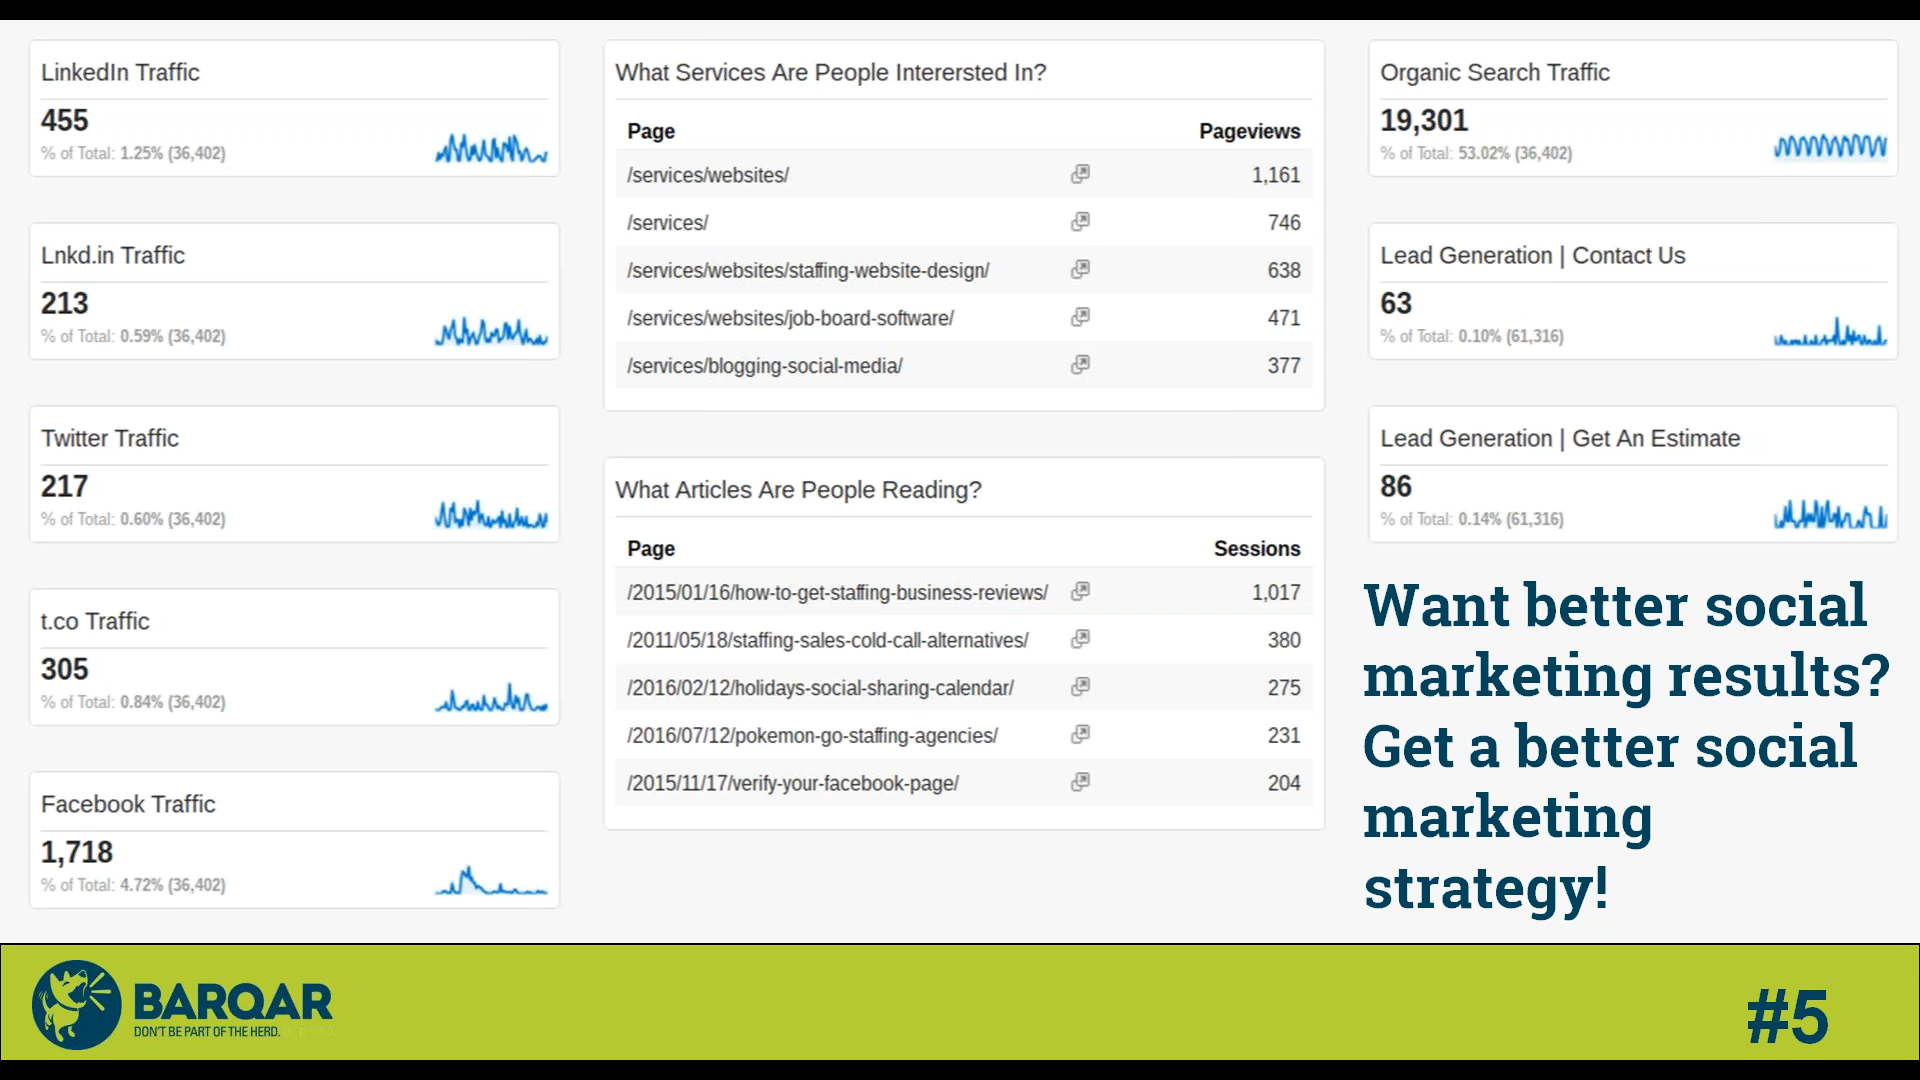 LinkedIn Traffic
455
% of Total: 1.25% (36,402)
Lnkd.in Traffic
213
% of Total: 0.59% (36,402)
Twitter Traffic
217
% of Total: 0.60% (36,402)
t.co Traffic
305
% of Total: 0.84% (36,402)
Facebook Traffic
1,718
% of Total: 4.72% (36,402)
What Services Are People Interersted In?
Page Pageviews
/services/websites/ 1,161
/services/ 746
/services/websites/staffing-website-design/ 638
/services/websites/job-board-software/ 471
/services/blogging-social-media/ 377
What Articles Are People Reading?
Page Sessions
/2015/01/16/how-to-get-staffing-business-reviews/ 1,017
/2011/05/18/staffing-sales-cold-call-alternatives/ 380
/2016/02/12/holidays-social-sharing-calendar/ 275
/2016/07/12/pokemon-go-staffing-agencies/ 231
/2015/11/17/verify-your-facebook-page/ 204
Organic Search Traffic
19,301
% of Total: 53.02% (36,402)
Lead Generation | Contact Us
63
% of Total: 0.10% (61,316)
Lead Generation | Get An Estimate
86
% of Total: 0.14% (61,316)
Want better social
marketing results?
Get a better social
marketing
strategy!
BARQAR
DON'T BE PART OF THE HERD.
#5